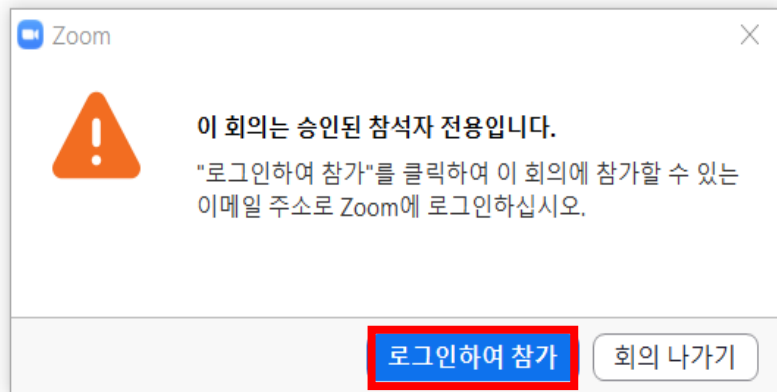 Zoom
이 회의는 승인된 참석자 전용입니다.
"로그인하여 참가"를 클릭하여 이 회의에 참가할 수 있는
이메일 주소로 Zoom에 로그인하십시오.
로그인하여 참가
회의 나가기